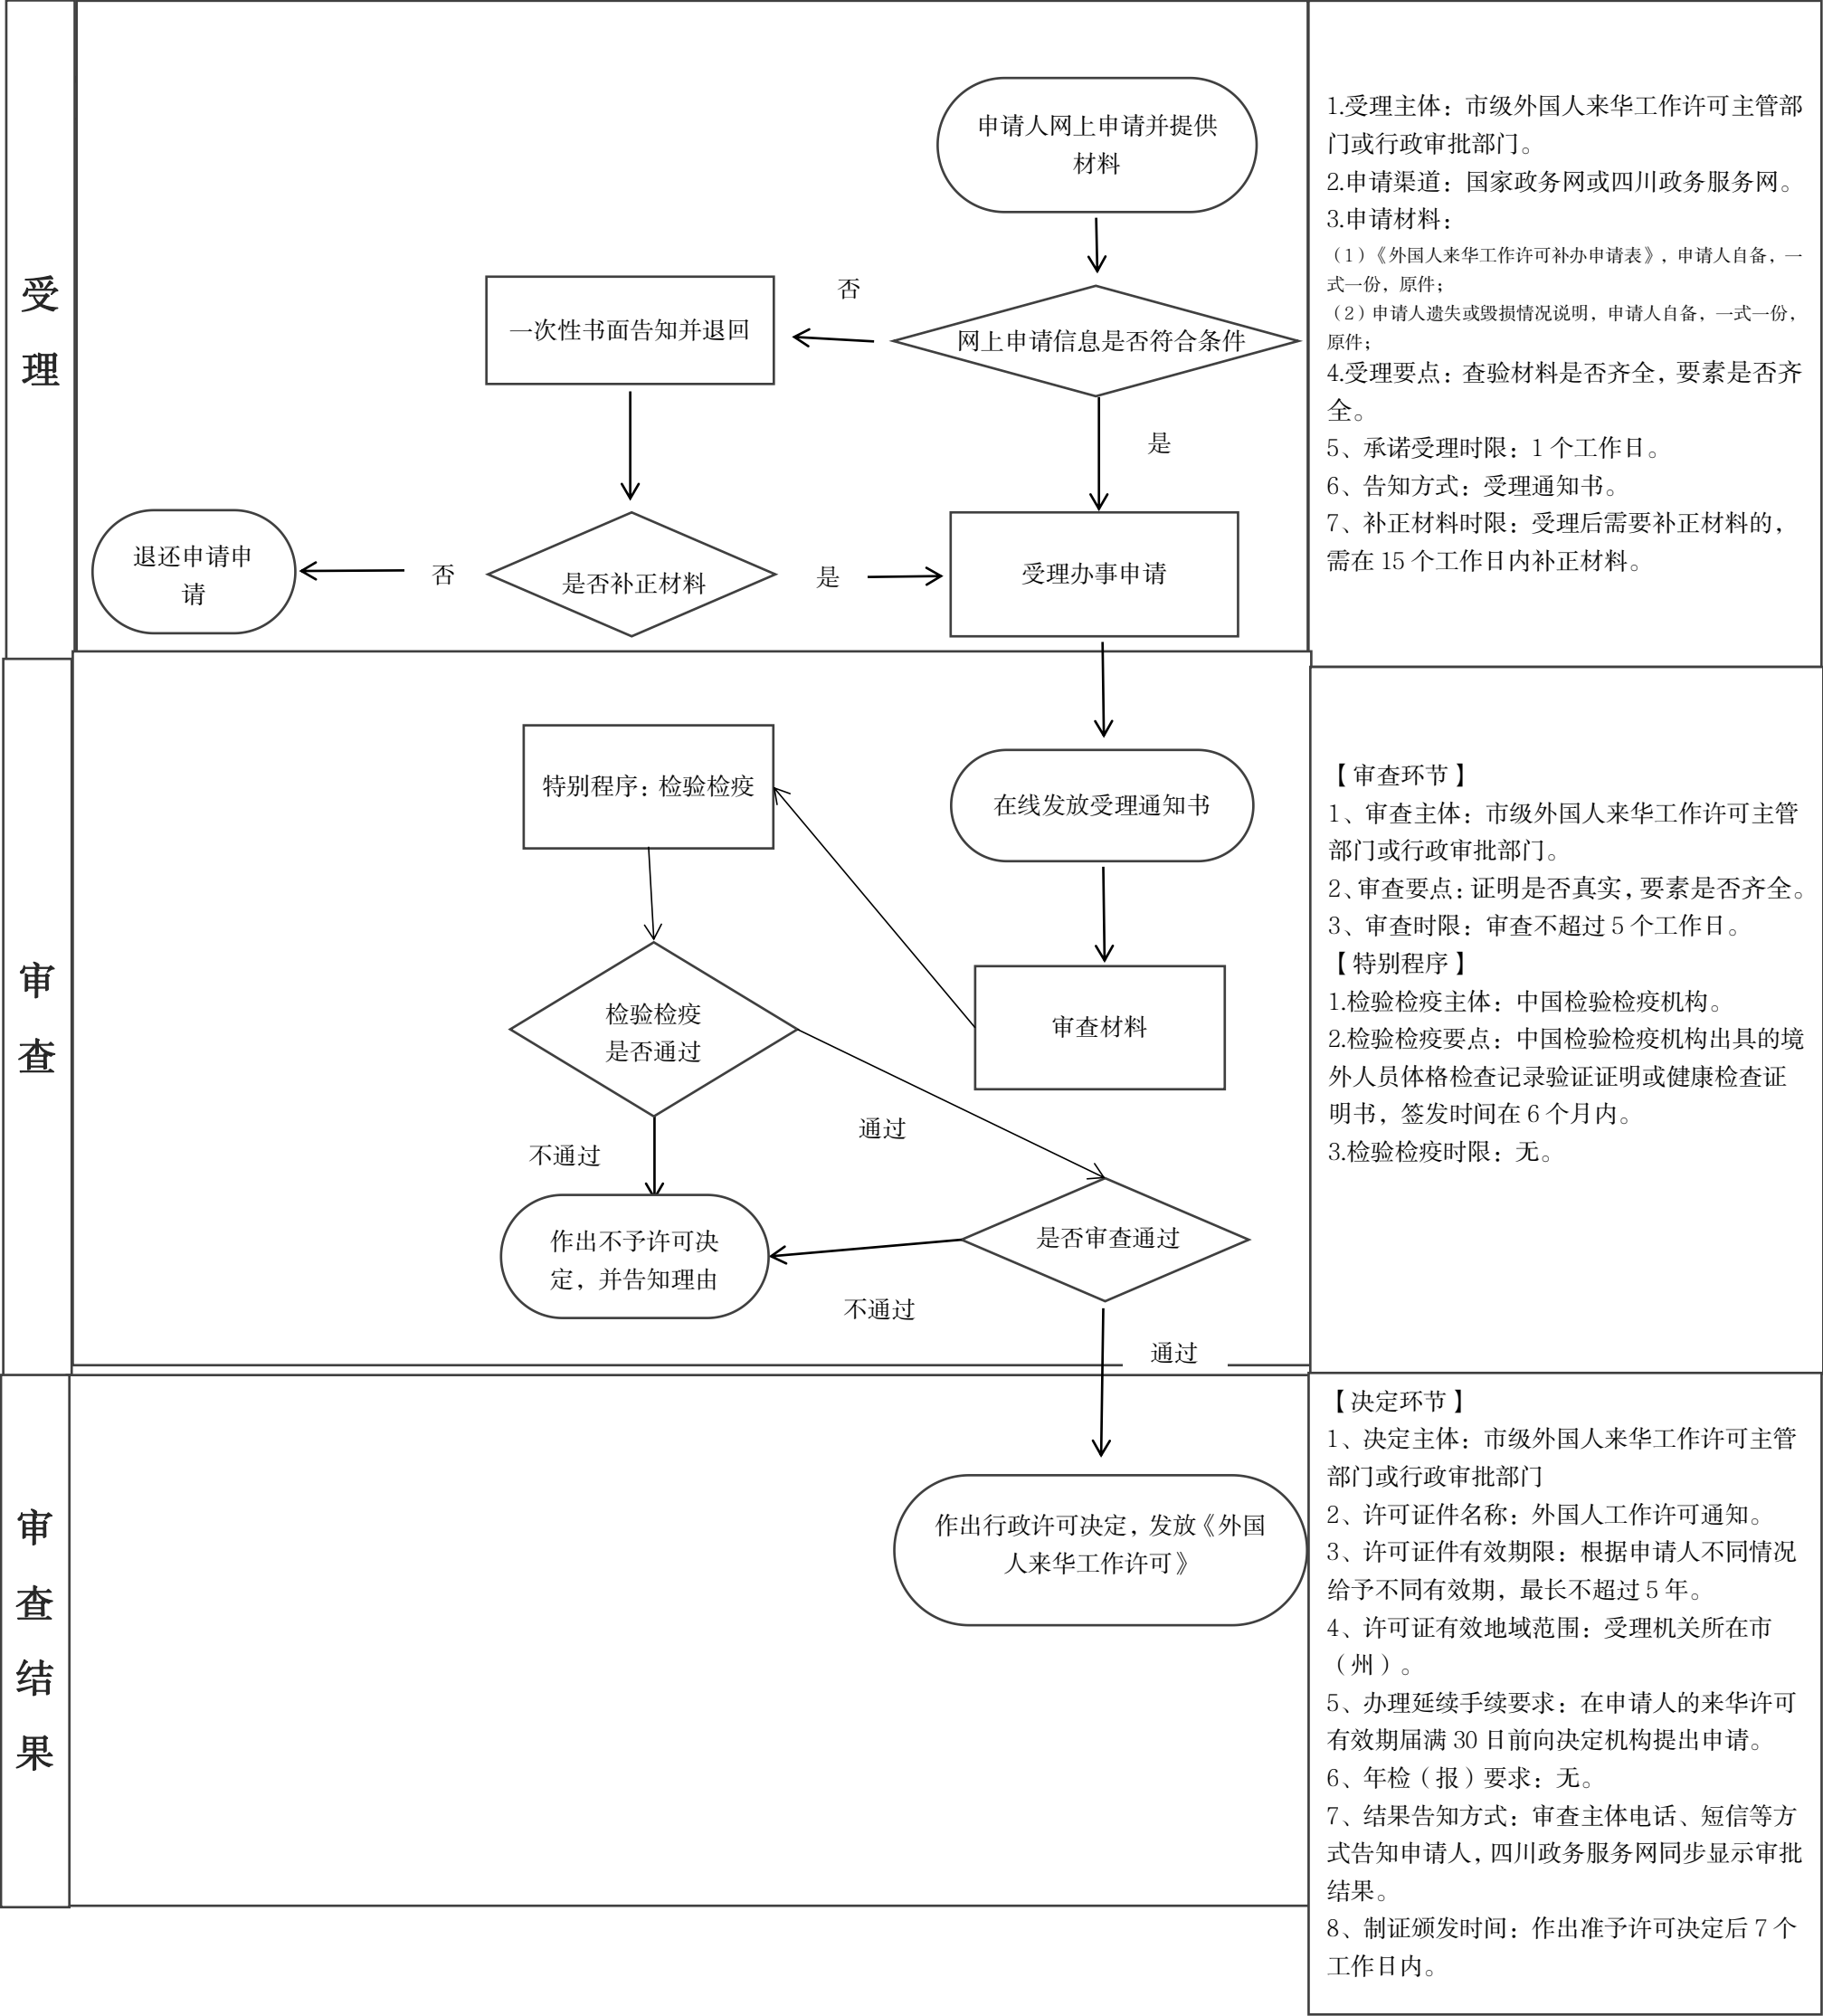 受
理
申请人网上申请并提供
材料
否
一次性书面告知并退回
网上申请信息是否符合条件
是
退还申请申
请
否
是否补正材料
是
受理办事申请
1.受理主体：市级外国人来华工作许可主管部
门或行政审批部门。
2.申请渠道：国家政务网或四川政务服务网。
3.申请材料：
（1）《外国人来华工作许可补办申请表》，申请人自备，一
式一份，原件；
（2）申请人遗失或毁损情况说明，申请人自备，一式一份，
原件；
4.受理要点：查验材料是否齐全，要素是否齐
全。
5、承诺受理时限：1 个工作日。
6、告知方式：受理通知书。
7、补正材料时限：受理后需要补正材料的，
需在 15 个工作日内补正材料。
审
查
特别程序：检验检疫
在线发放受理通知书
检验检疫
是否通过
审查材料
通过
不通过
作出不予许可决
定，并告知理由
是否审查通过
不通过
通过
【审查环节】
1、审查主体：市级外国人来华工作许可主管
部门或行政审批部门。
2、审查要点：证明是否真实，要素是否齐全。
3、审查时限：审查不超过 5 个工作日。
【特别程序】
1.检验检疫主体：中国检验检疫机构。
2.检验检疫要点：中国检验检疫机构出具的境
外人员体格检查记录验证证明或健康检查证
明书，签发时间在 6 个月内。
3.检验检疫时限：无。
审
查
结
果
作出行政许可决定，发放《外国
人来华工作许可》
【决定环节】
1、决定主体：市级外国人来华工作许可主管
部门或行政审批部门
2、许可证件名称：外国人工作许可通知。
3、许可证件有效期限：根据申请人不同情况
给予不同有效期，最长不超过 5 年。
4、许可证有效地域范围：受理机关所在市
（州）。
5、办理延续手续要求：在申请人的来华许可
有效期届满 30 日前向决定机构提出申请。
6、年检（报）要求：无。
7、结果告知方式：审查主体电话、短信等方
式告知申请人，四川政务服务网同步显示审批
结果。
8、制证颁发时间：作出准予许可决定后 7 个
工作日内。